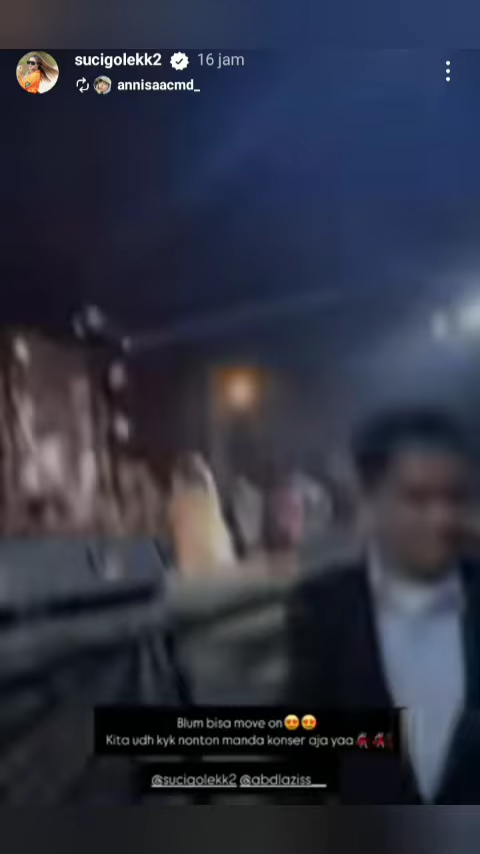 sucigolekk2 16 jam
annisaacmd_
Blum bisa move on😍😍
Kita udh kyk nonton manda konser aja yaa💃💃
@sucigolekk2 @abdlaziss__